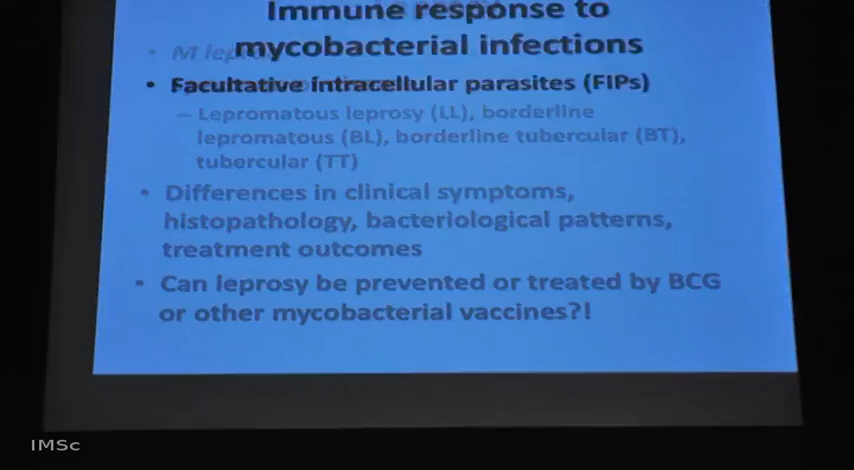 Immune response to
mycobacterial infections
• M lep
• Facultative intracellular parasites (FIPs)
– Lepromatous leprosy (LL), borderline
lepromatous (BL), borderline tubercular (BT),
tubercular (TT)
• Differences in clinical symptoms,
histopathology, bacteriological patterns,
treatment outcomes
• Can leprosy be prevented or treated by BCG
or other mycobacterial vaccines?!
IMSc